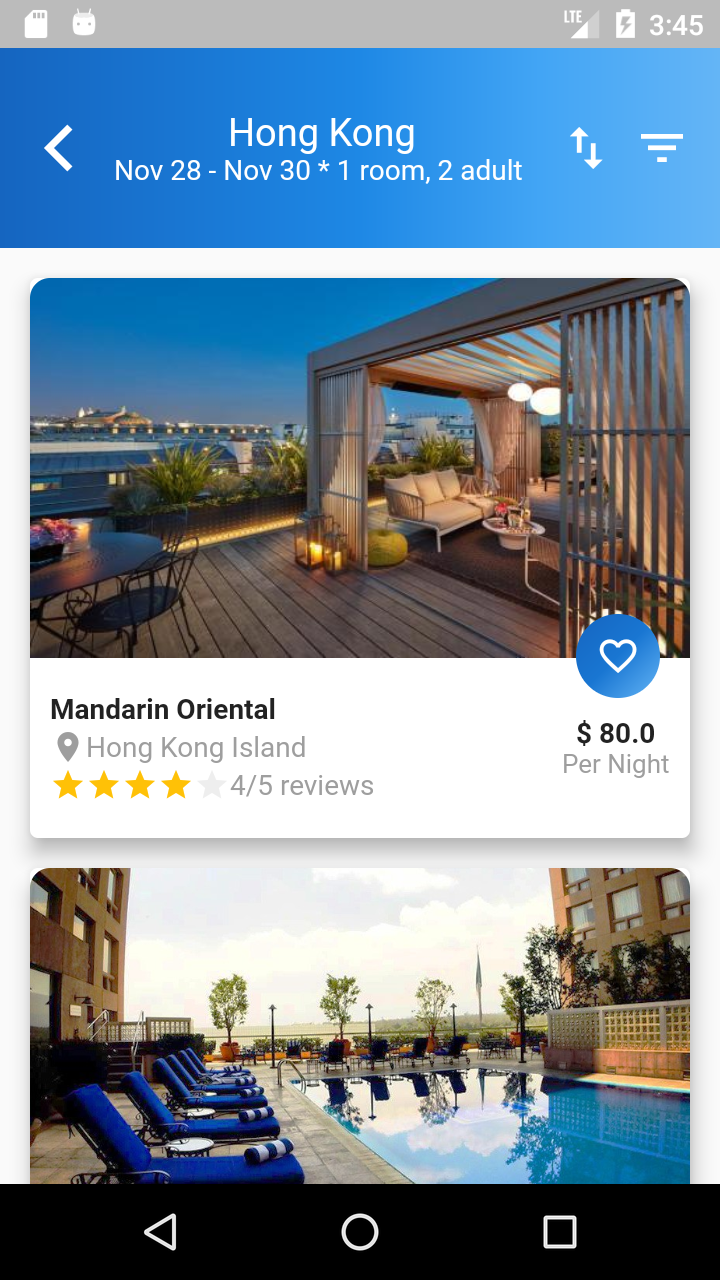 LTE 3:45
Hong Kong
Nov 28 - Nov 30 * 1 room, 2 adult
Mandarin Oriental
$ 80.0
Hong Kong Island
Per Night
4/5 reviews